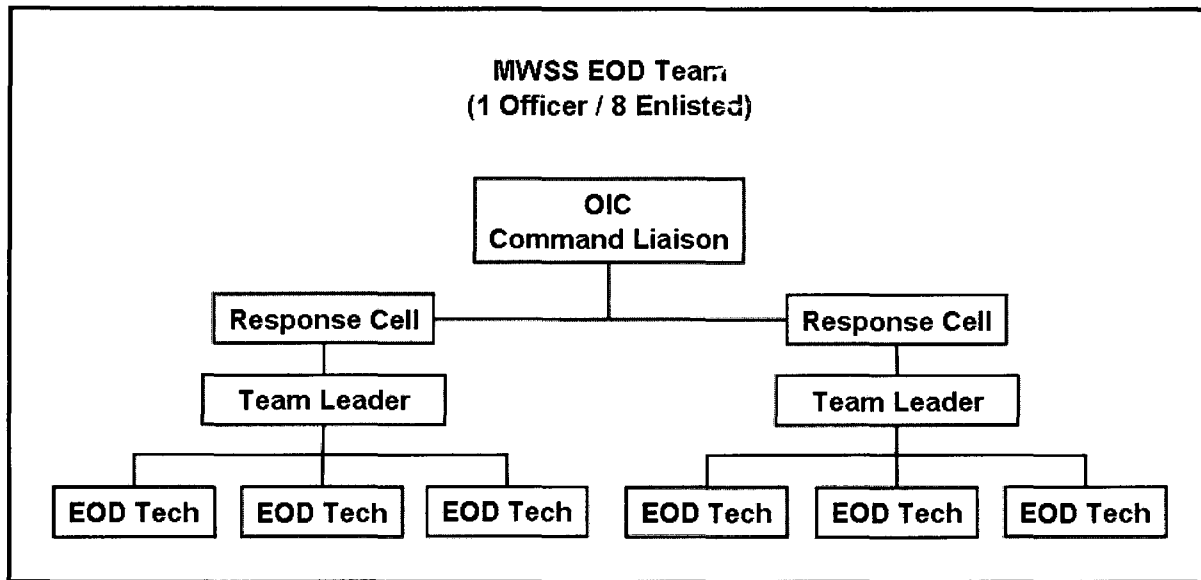 MWSS EOD Team
(1 Officer / 8 Enlisted)
OIC
Command Liaison
Response Cell
Response Cell
Team Leader
Team Leader
EOD Tech
EOD Tech
EOD Tech
EOD Tech
EOD Tech
EOD Tech